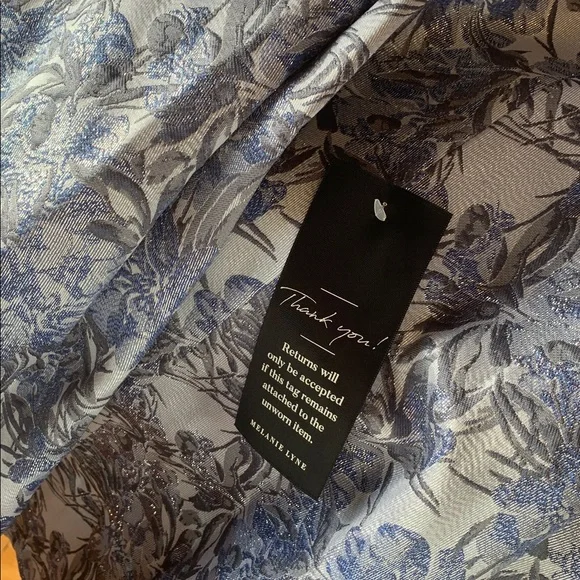 Thank you!
Returns will
only be accepted
if this tag remains
attached to the
unworn item.
MELANIE LYNE